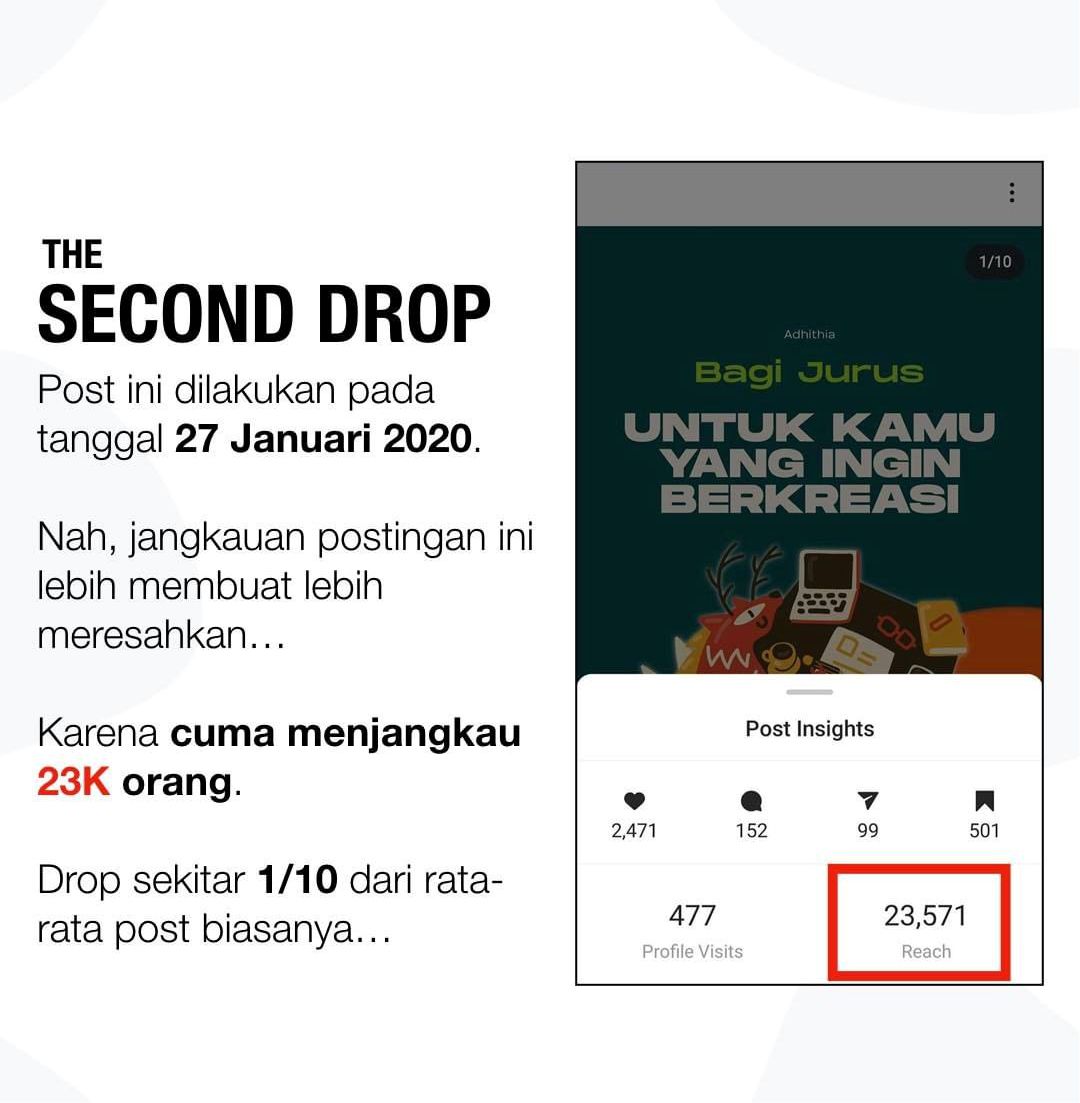 THE
SECOND DROP
Post ini dilakukan pada
tanggal 27 Januari 2020.
Nah, jangkauan postingan ini
lebih membuat lebih
meresahkan...
Karena cuma menjangkau
23K orang.
Drop sekitar 1/10 dari rata-
rata post biasanya...
1/10
Adhithia
Bagi Jurus
UNTUK KAMU
YANG INGIN
BERKREASI
Post Insights
2,471 152 99 501
477 23,571
Profile Visits Reach